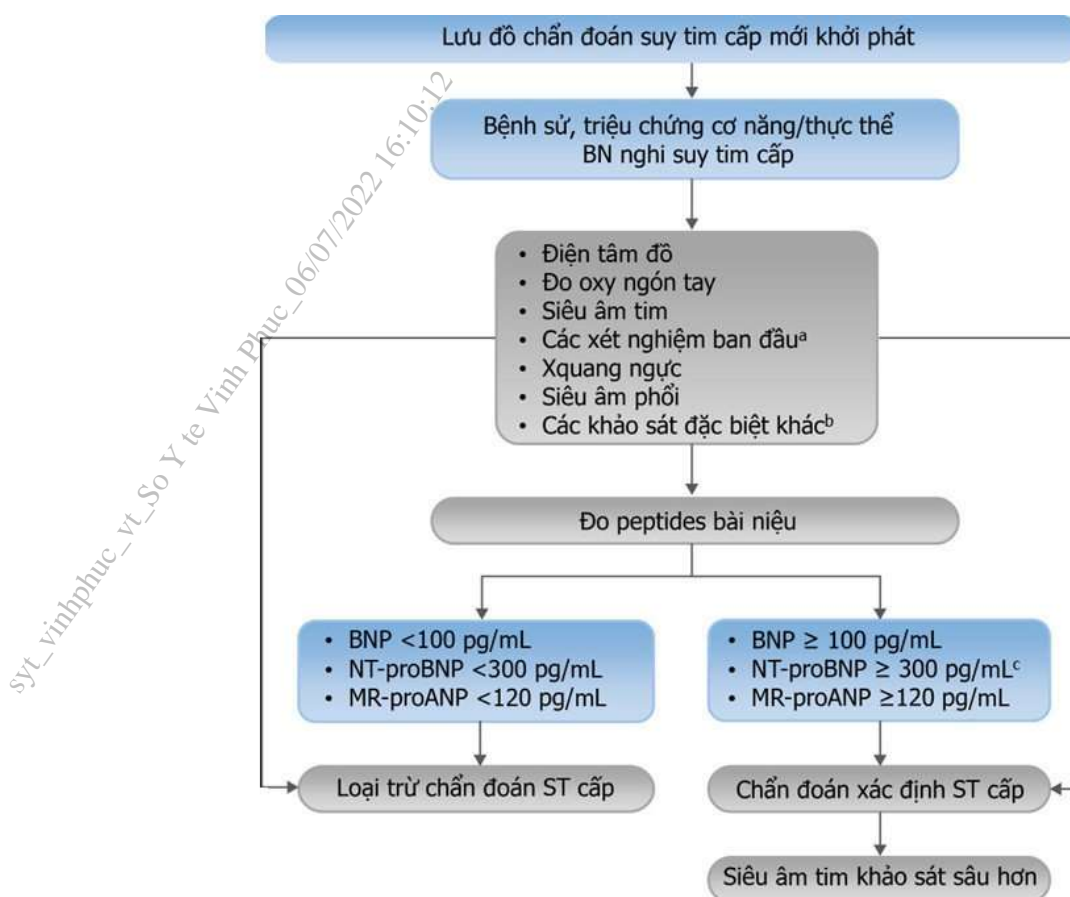 Lưu đồ chẩn đoán suy tim cấp mới khởi phát
Bệnh sử, triệu chứng cơ năng/thực thể
BN nghi suy tim cấp
• Điện tâm đồ
• Đo oxy ngón tay
• Siêu âm tim
• Các xét nghiệm ban đầuᵃ
• Xquang ngực
• Siêu âm phổi
• Các khảo sát đặc biệt khácᵇ
Đo peptides bài niệu
• BNP <100 pg/mL
• NT-proBNP <300 pg/mL
• MR-proANP <120 pg/mL
• BNP ≥ 100 pg/mL
• NT-proBNP ≥ 300 pg/mLᶜ
• MR-proANP ≥120 pg/mL
Loại trừ chẩn đoán ST cấp
Chẩn đoán xác định ST cấp
Siêu âm tim khảo sát sâu hơn
syt_vinhphuc_vt_So Y te Vinh Phuc_06/07/2022 16:10:12